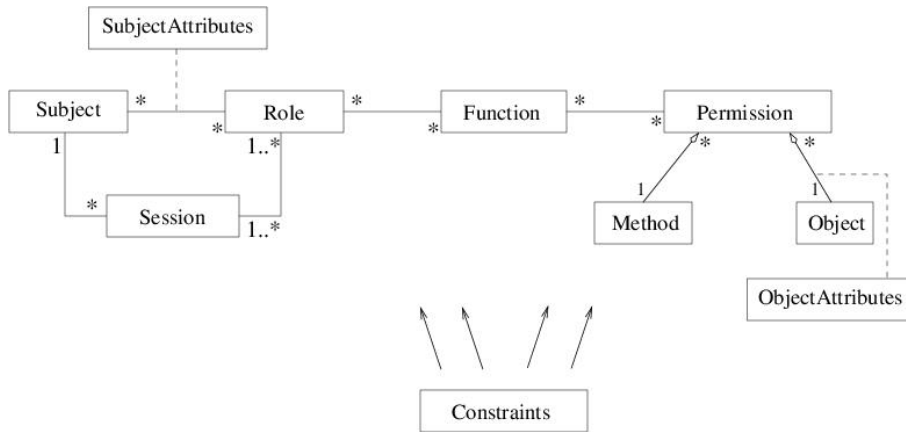 SubjectAttributes
Subject
*
*
Role
*
*
Function
*
*
Permission
1
1..*
*
*
*
Session
1..*
1
1
Method
Object
ObjectAttributes
Constraints